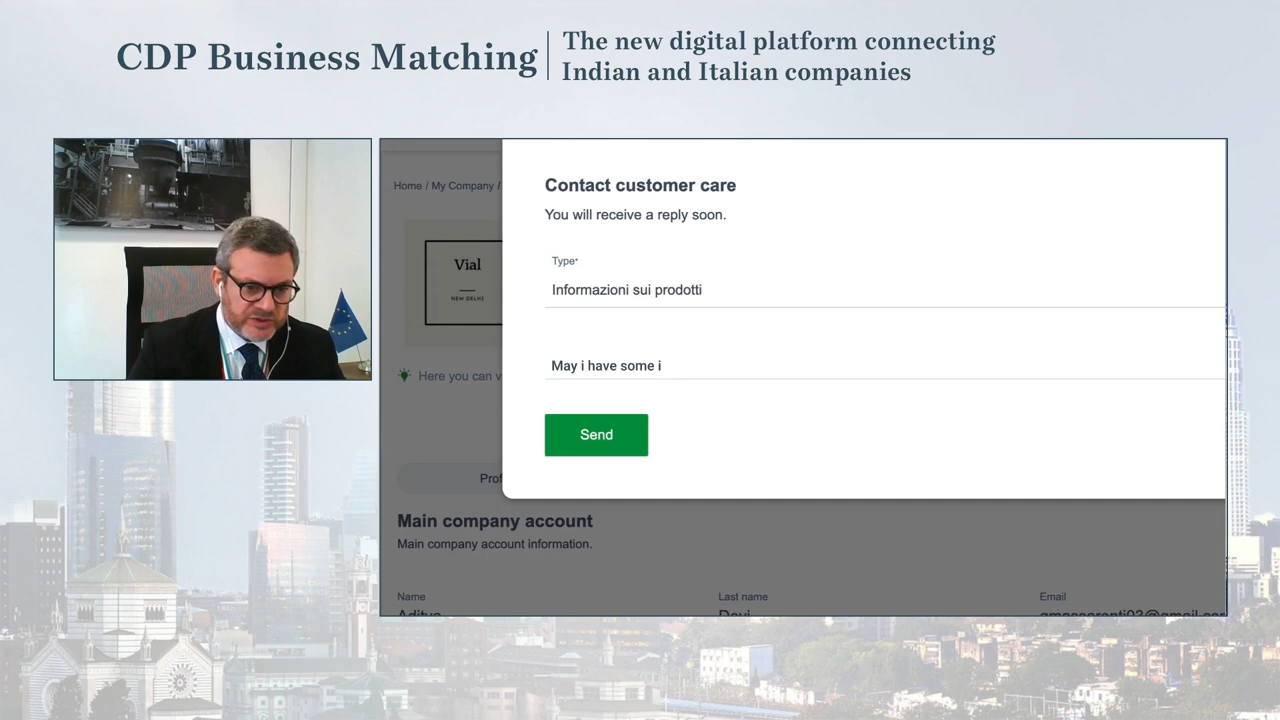 CDP Business Matching
The new digital platform connecting
Indian and Italian companies
Home / My Company /
Vial
NEW DELHI
Here you can v
Prof
Contact customer care
You will receive a reply soon.
Type*
Informazioni sui prodotti
May i have some i
Send
Main company account
Main company account information.
Name
Last name
Email
Aditya
Devi